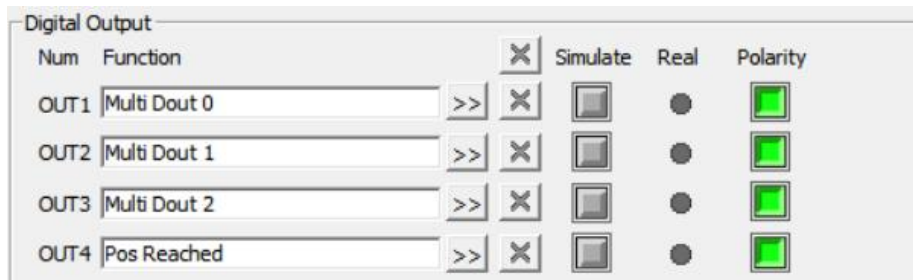 Digital Output
Num Function Simulate Real Polarity
OUT1 Multi Dout 0 >>
OUT2 Multi Dout 1 >>
OUT3 Multi Dout 2 >>
OUT4 Pos Reached >>